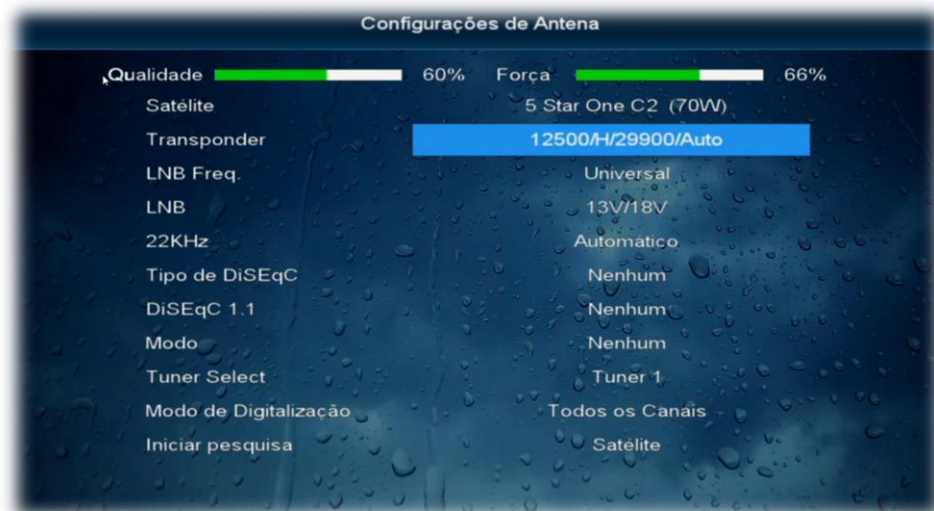 Configurações de Antena
Qualidade 60% Força 66%
Satélite 5 Star One C2 (70W)
Transponder 12500/H/29900/Auto
LNB Freq. Universal
LNB 13V/18V
22KHz Automático
Tipo de DiSEqC Nenhum
DiSEqC 1.1 Nenhum
Modo Nenhum
Tuner Select Tuner 1
Modo de Digitalização Todos os Canais
Iniciar pesquisa Satélite